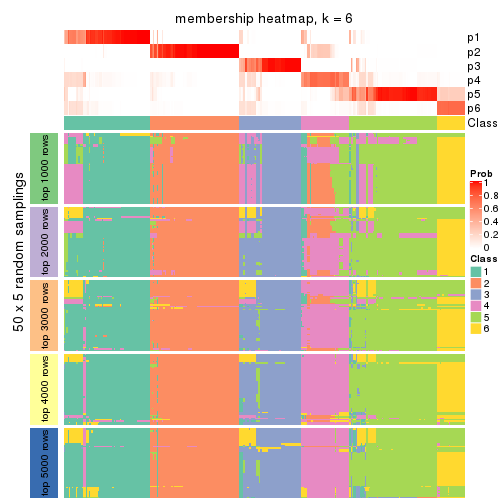 membership heatmap, k = 6
p1
p2
p3
p4
p5
p6
Class
50 x 5 random samplings
top 1000 rows
top 2000 rows
top 3000 rows
top 4000 rows
top 5000 rows
Prob
1
0.8
0.6
0.4
0.2
0
Class
1
2
3
4
5
6